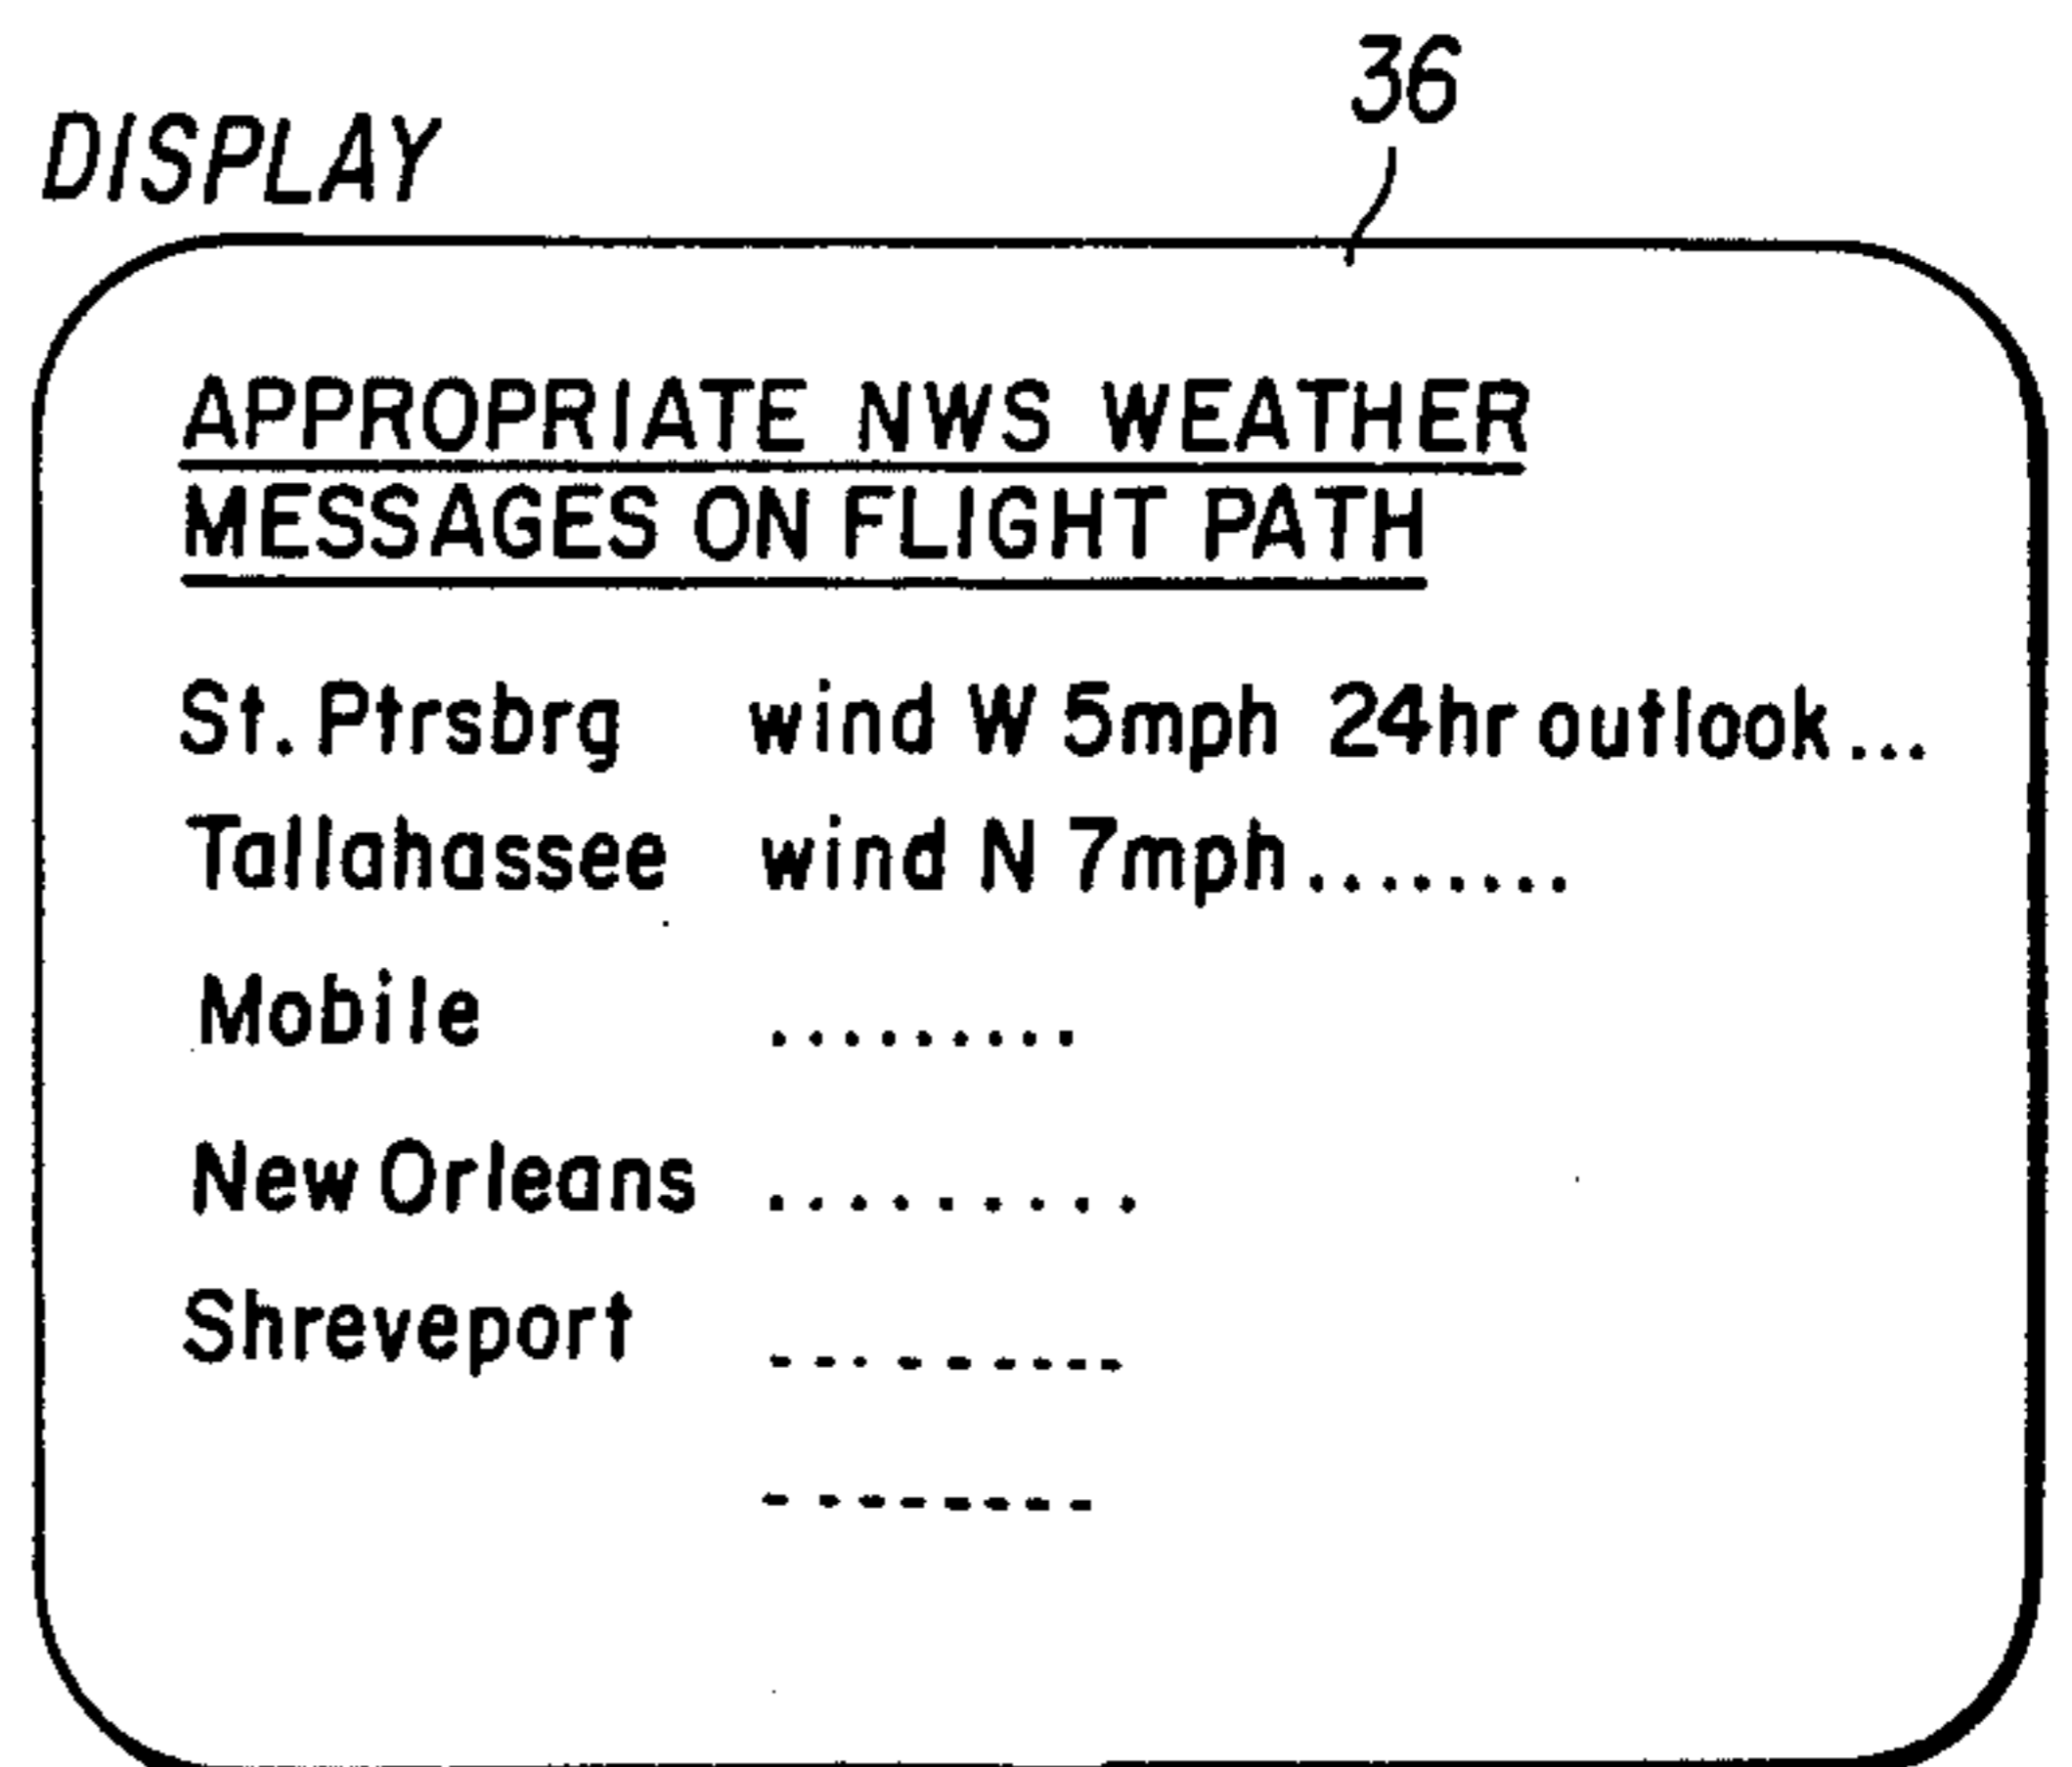 36
DISPLAY
APPROPRIATE NWS WEATHER
MESSAGES ON FLIGHT PATH
St. Ptrsbrg wind W 5mph 24hr outlook...
Tallahassee wind N 7mph........
Mobile .........
New Orleans .........
Shreveport ---------
--------